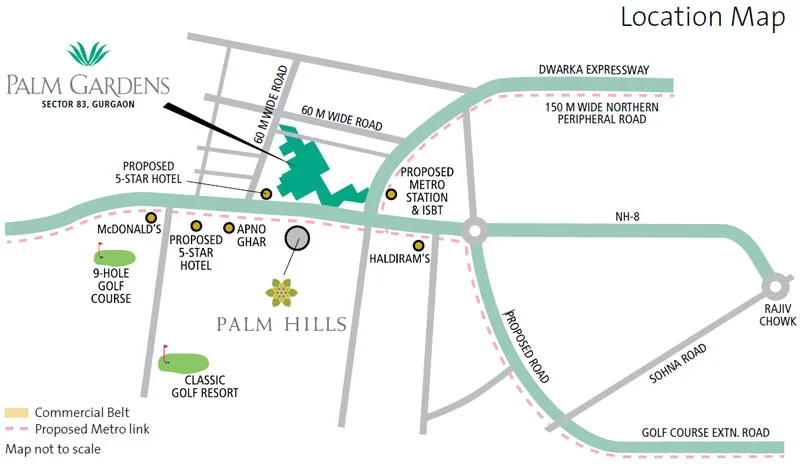 Location Map
PALM GARDENS
SECTOR 83, GURGAON
60 M WIDE ROAD
60 M WIDE ROAD
DWARKA EXPRESSWAY
150 M WIDE NORTHERN
PERIPHERAL ROAD
PROPOSED
5-STAR HOTEL
PROPOSED
METRO
STATION
& ISBT
McDONALD'S
PROPOSED
5-STAR
HOTEL
APNO
GHAR
HALDIRAM'S
NH-8
9-HOLE
GOLF
COURSE
PALM HILLS
RAJIV
CHOWK
PROPOSED ROAD
SOHNA ROAD
CLASSIC
GOLF RESORT
GOLF COURSE EXTN. ROAD
Commercial Belt
Proposed Metro link
Map not to scale